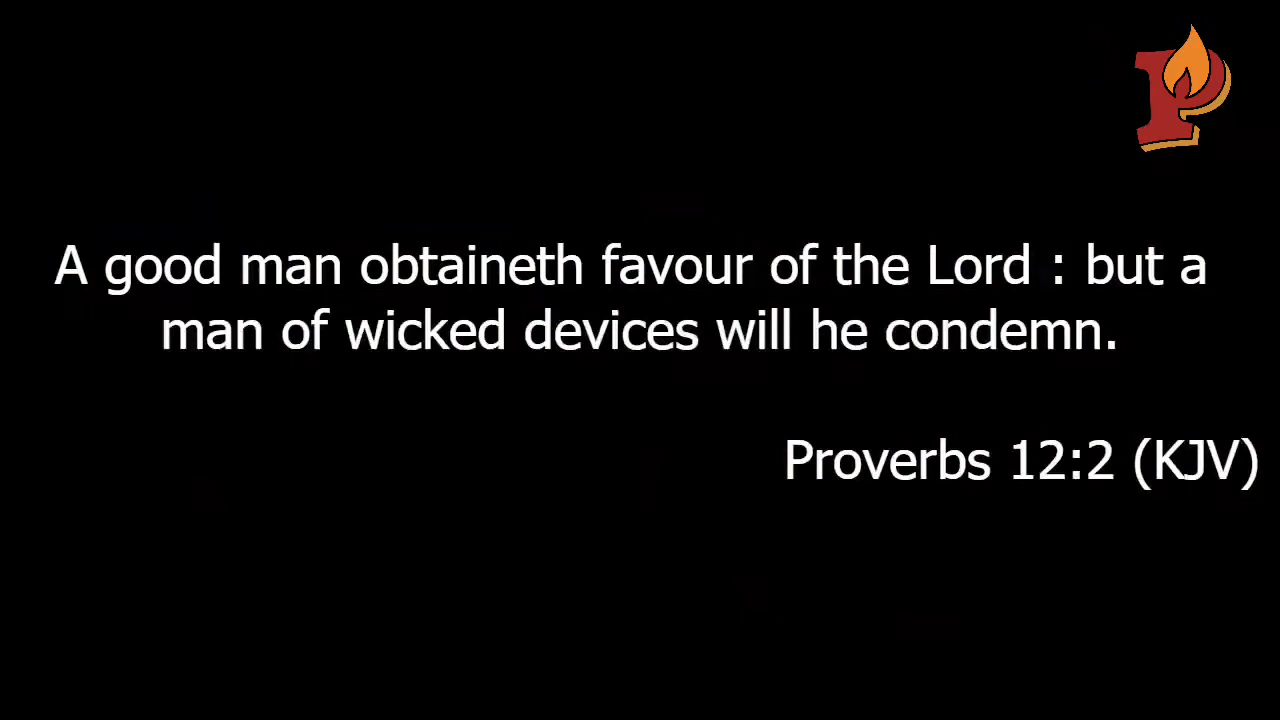 A good man obtaineth favour of the Lord : but a
man of wicked devices will he condemn.
Proverbs 12:2 (KJV)